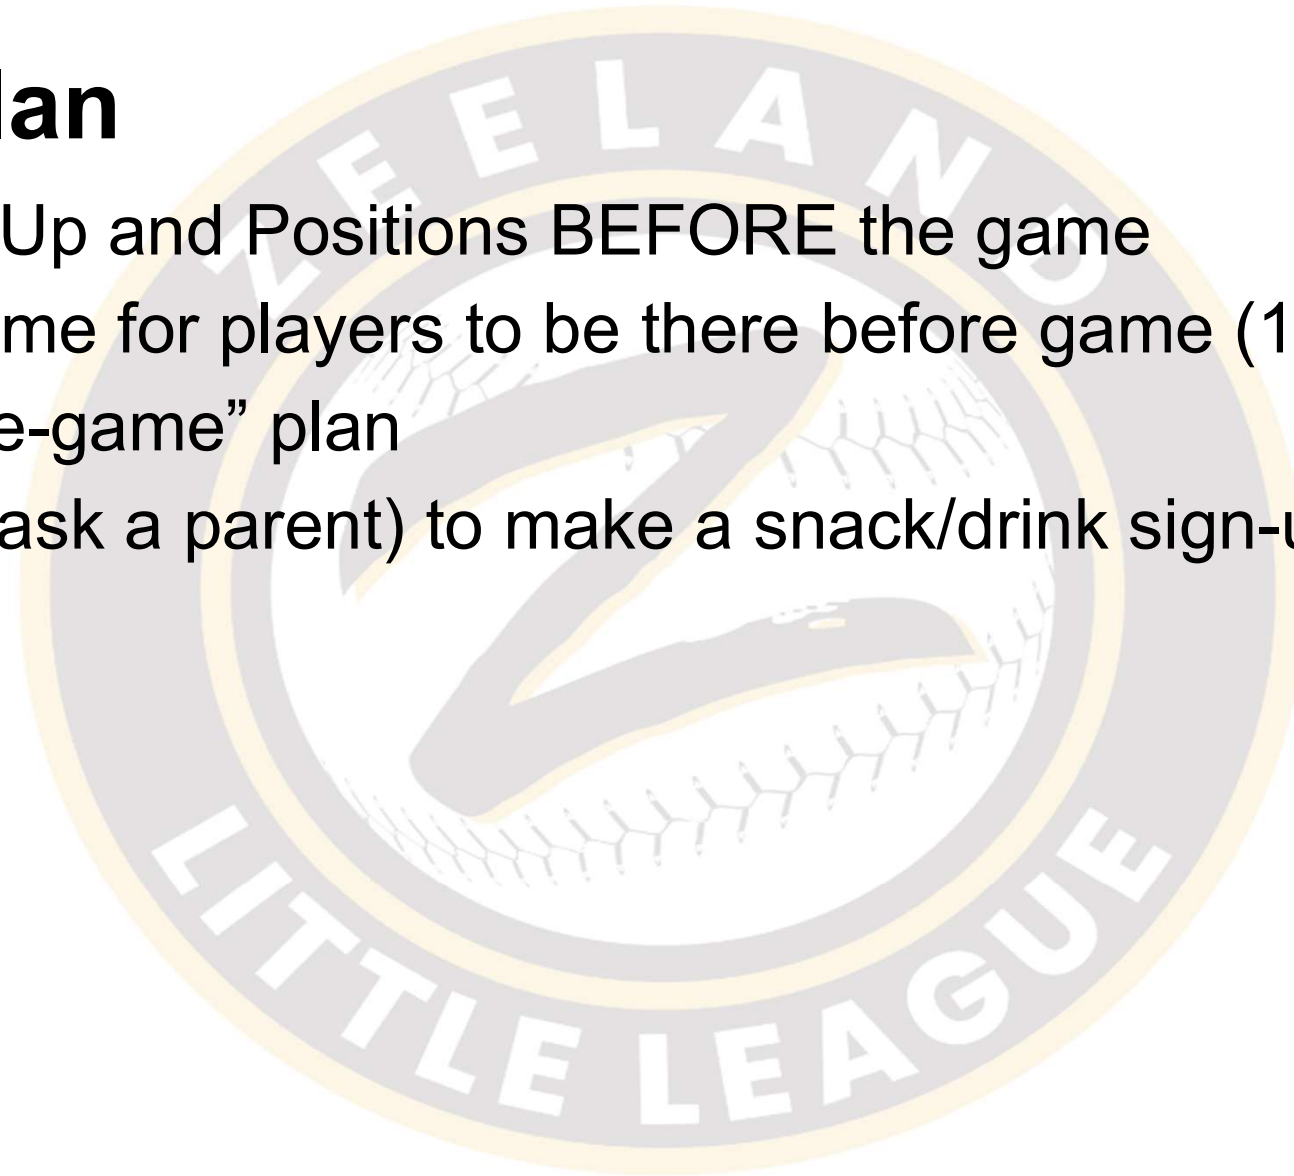 lan
Up and Positions BEFORE the game
me for players to be there before game (1
e-game” plan
ask a parent) to make a snack/drink sign-u
ZEELAND
Z
LITTLE LEAGUE